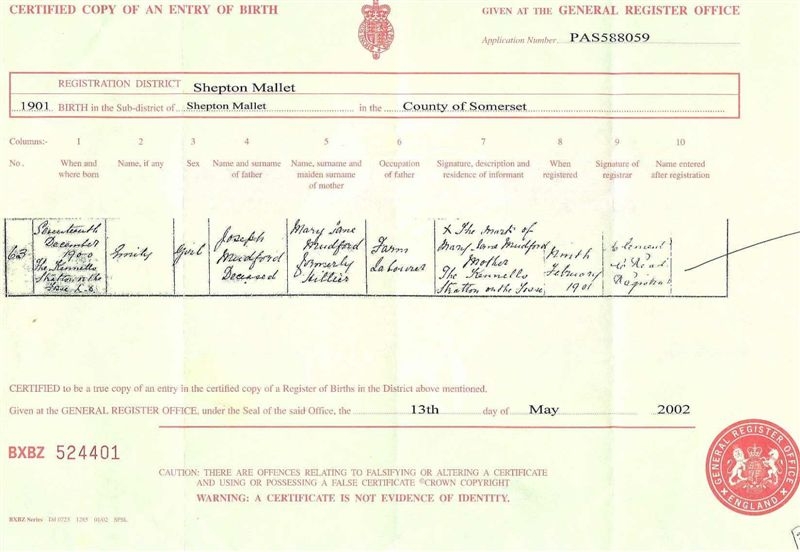 CERTIFIED COPY OF AN ENTRY OF BIRTH
GIVEN AT THE GENERAL REGISTER OFFICE
Application Number PAS588059
REGISTRATION DISTRICT Shepton Mallet
1901 BIRTH in the Sub-district of Shepton Mallet in the County of Somerset
Columns:- 1 2 3 4 5 6 7 8 9 10
No. When and where born Name, if any Sex Name and surname of father Name, surname and maiden surname of mother Occupation of father Signature, description and residence of informant When registered Signature of registrar Name entered after registration
63 Seventeenth December 1900 The Kennells Stratton on the Fosse Emily Girl Joseph Mudford Deceased Mary Jane Mudford formerly Hillier Farm Labourer X The mark of Mary Jane Mudford Mother The Kennells Stratton on the Fosse Ninth February 1901 Clement Read Registrar
CERTIFIED to be a true copy of an entry in the certified copy of a Register of Births in the District above mentioned.
Given at the GENERAL REGISTER OFFICE, under the Seal of the said Office, the 13th day of May 2002
BXBZ 524401
CAUTION: THERE ARE OFFENCES RELATING TO FALSIFYING OR ALTERING A CERTIFICATE
AND USING OR POSSESSING A FALSE CERTIFICATE ©CROWN COPYRIGHT
WARNING: A CERTIFICATE IS NOT EVIDENCE OF IDENTITY.
GENERAL REGISTER OFFICE
ENGLAND
BXBZ Series 1285 01/02 SPSL